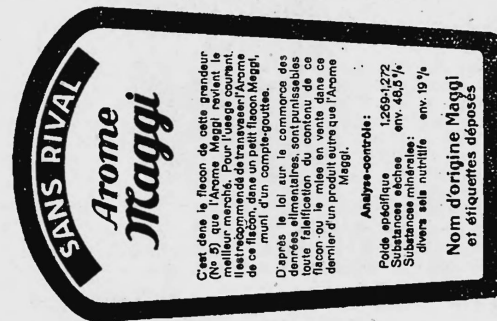 SANS RIVAL
Arome
Maggi
C'est dans le flacon de cette grandeur
(No 5) que l'Arome Maggi revient le
meilleur marché. Pour l'usage courant,
il est recommandé de transvaser l'Arome
de ce flacon, dans un petit flacon Maggi,
muni d'un compte-gouttes.
D'après la loi sur le commerce des
denrées alimentaires, sont punissables
toute falsification du contenu de ce
flacon ou la mise en vente dans ce
dernier d'un produit autre que l'Arome
Maggi.
Analyse-contrôle:
Poids spécifique 1,269-1,272
Substances sèches env. 48,5 %
Substances minérales:
divers sels nutritifs env. 19 %
Nom d'origine Maggi
et étiquettes déposés